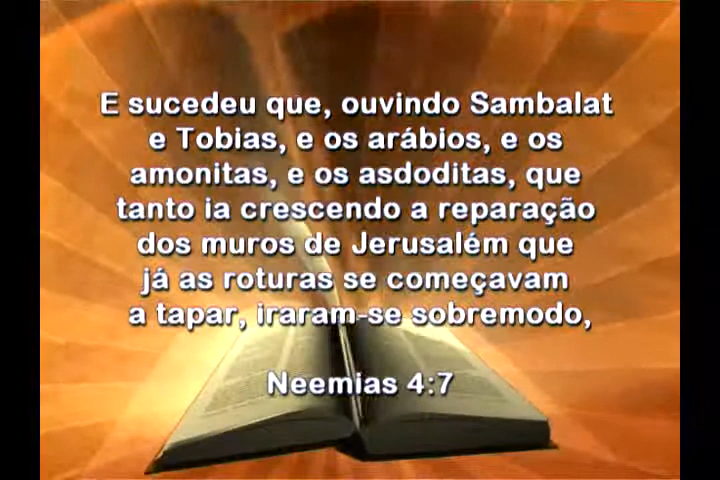 E sucedeu que, ouvindo Sambalat
e Tobias, e os arábios, e os
amonitas, e os asdoditas, que
tanto ia crescendo a reparação
dos muros de Jerusalém que
já as roturas se começavam
a tapar, iraram-se sobremodo,
Neemias 4:7